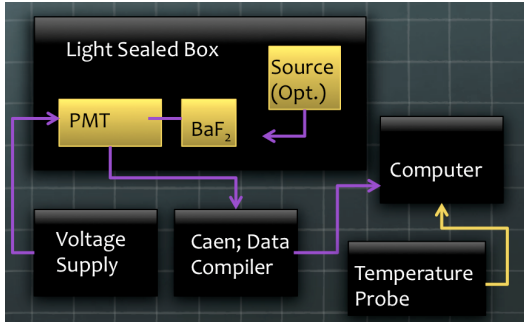 Light Sealed Box
Source
(Opt.)
PMT
BaF₂
Computer
Voltage
Supply
Caen; Data
Compiler
Temperature
Probe